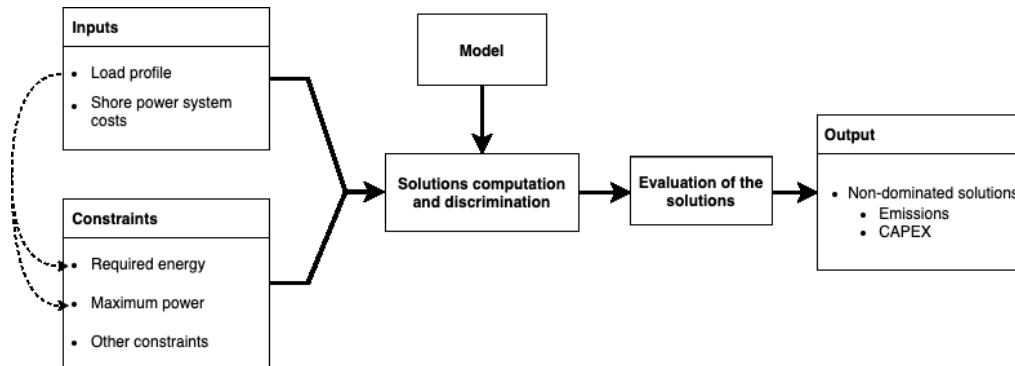 Inputs
• Load profile
• Shore power system
costs
Constraints
• Required energy
• Maximum power
• Other constraints
Model
Solutions computation
and discrimination
Evaluation of the
solutions
Output
• Non-dominated solutions
• Emissions
• CAPEX